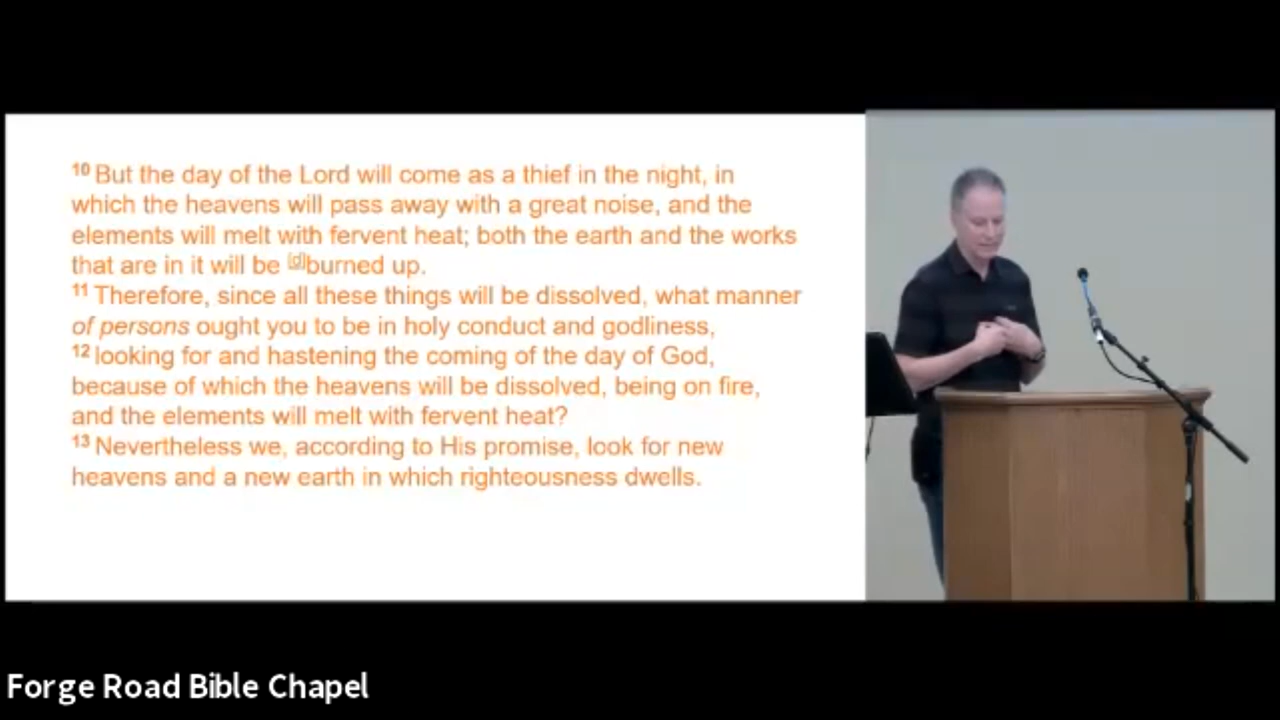 10 But the day of the Lord will come as a thief in the night, in
which the heavens will pass away with a great noise, and the
elements will melt with fervent heat; both the earth and the works
that are in it will be [d]burned up.
11 Therefore, since all these things will be dissolved, what manner
of persons ought you to be in holy conduct and godliness,
12 looking for and hastening the coming of the day of God,
because of which the heavens will be dissolved, being on fire,
and the elements will melt with fervent heat?
13 Nevertheless we, according to His promise, look for new
heavens and a new earth in which righteousness dwells.
Forge Road Bible Chapel